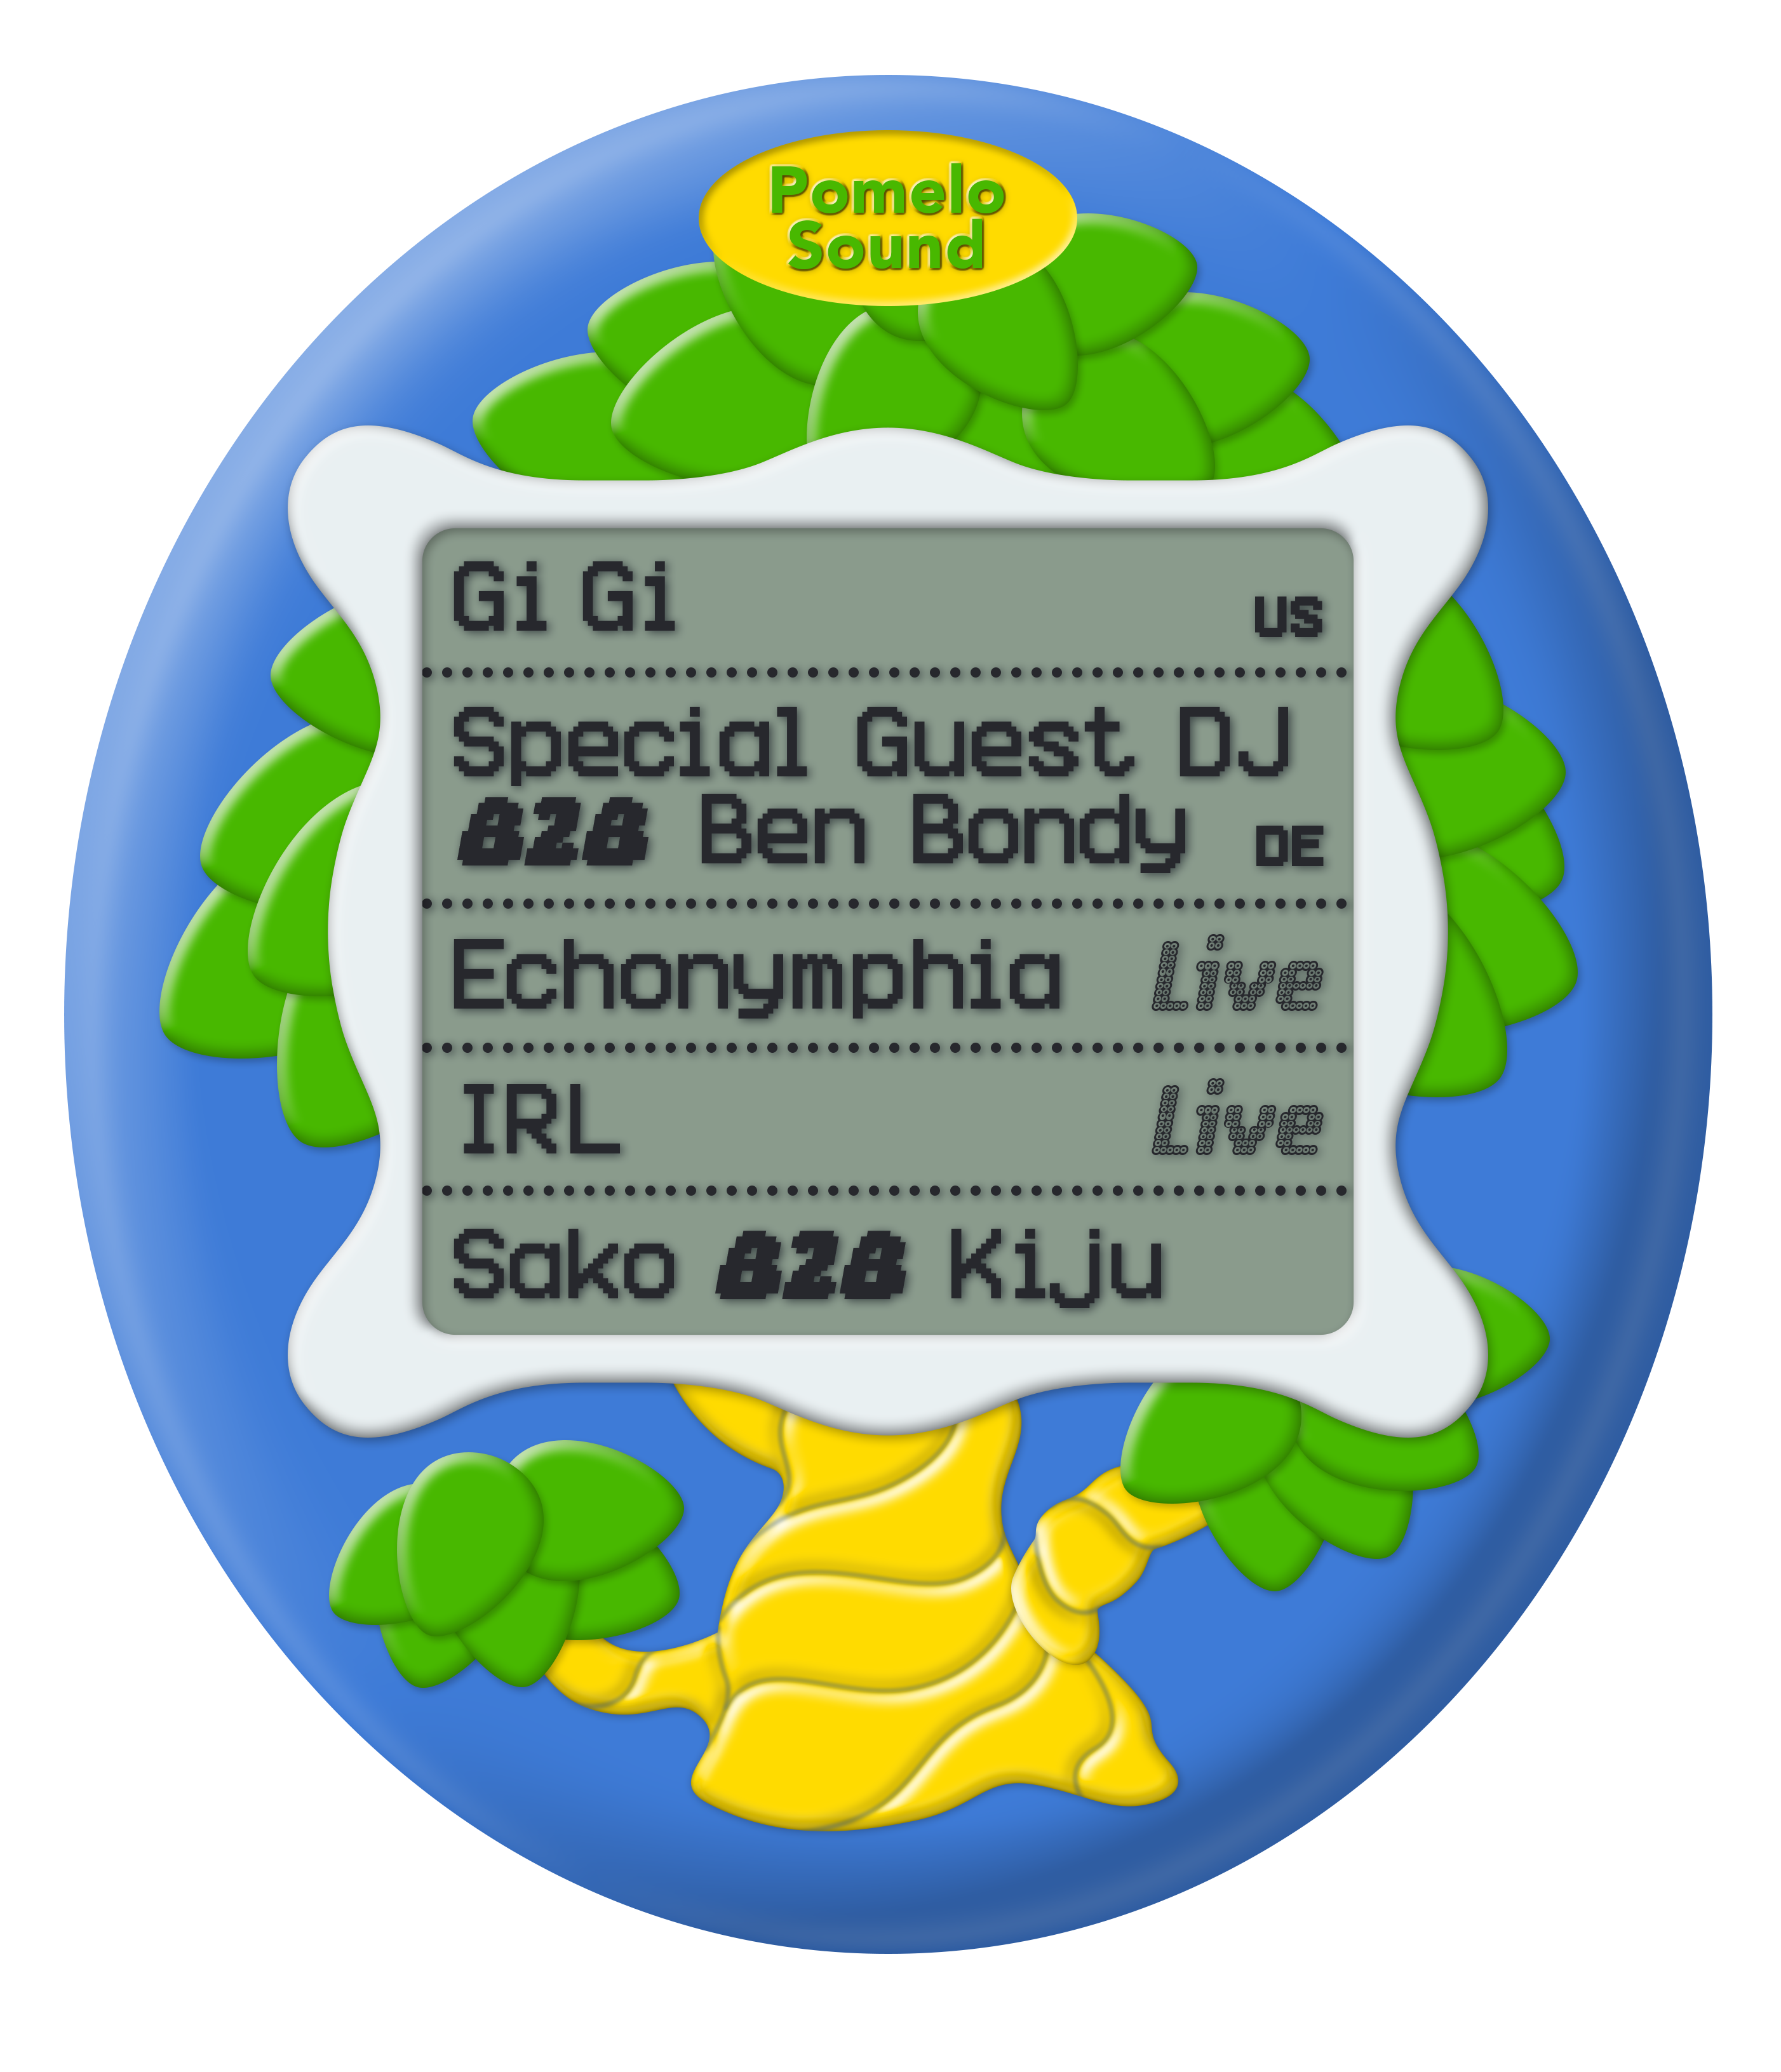 Pomelo
Sound
Gi Gi
us
Special Guest DJ
B2B Ben Bondy
DE
Echonymphia
Live
IRL
Live
Sako B2B Kiju